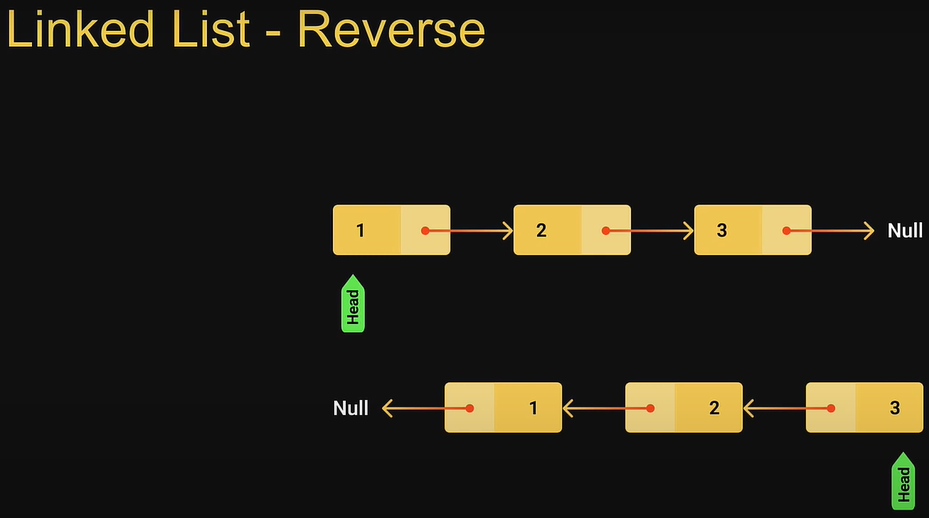 Linked List - Reverse
1 2 3 Null
Head
Null 1 2 3
Head